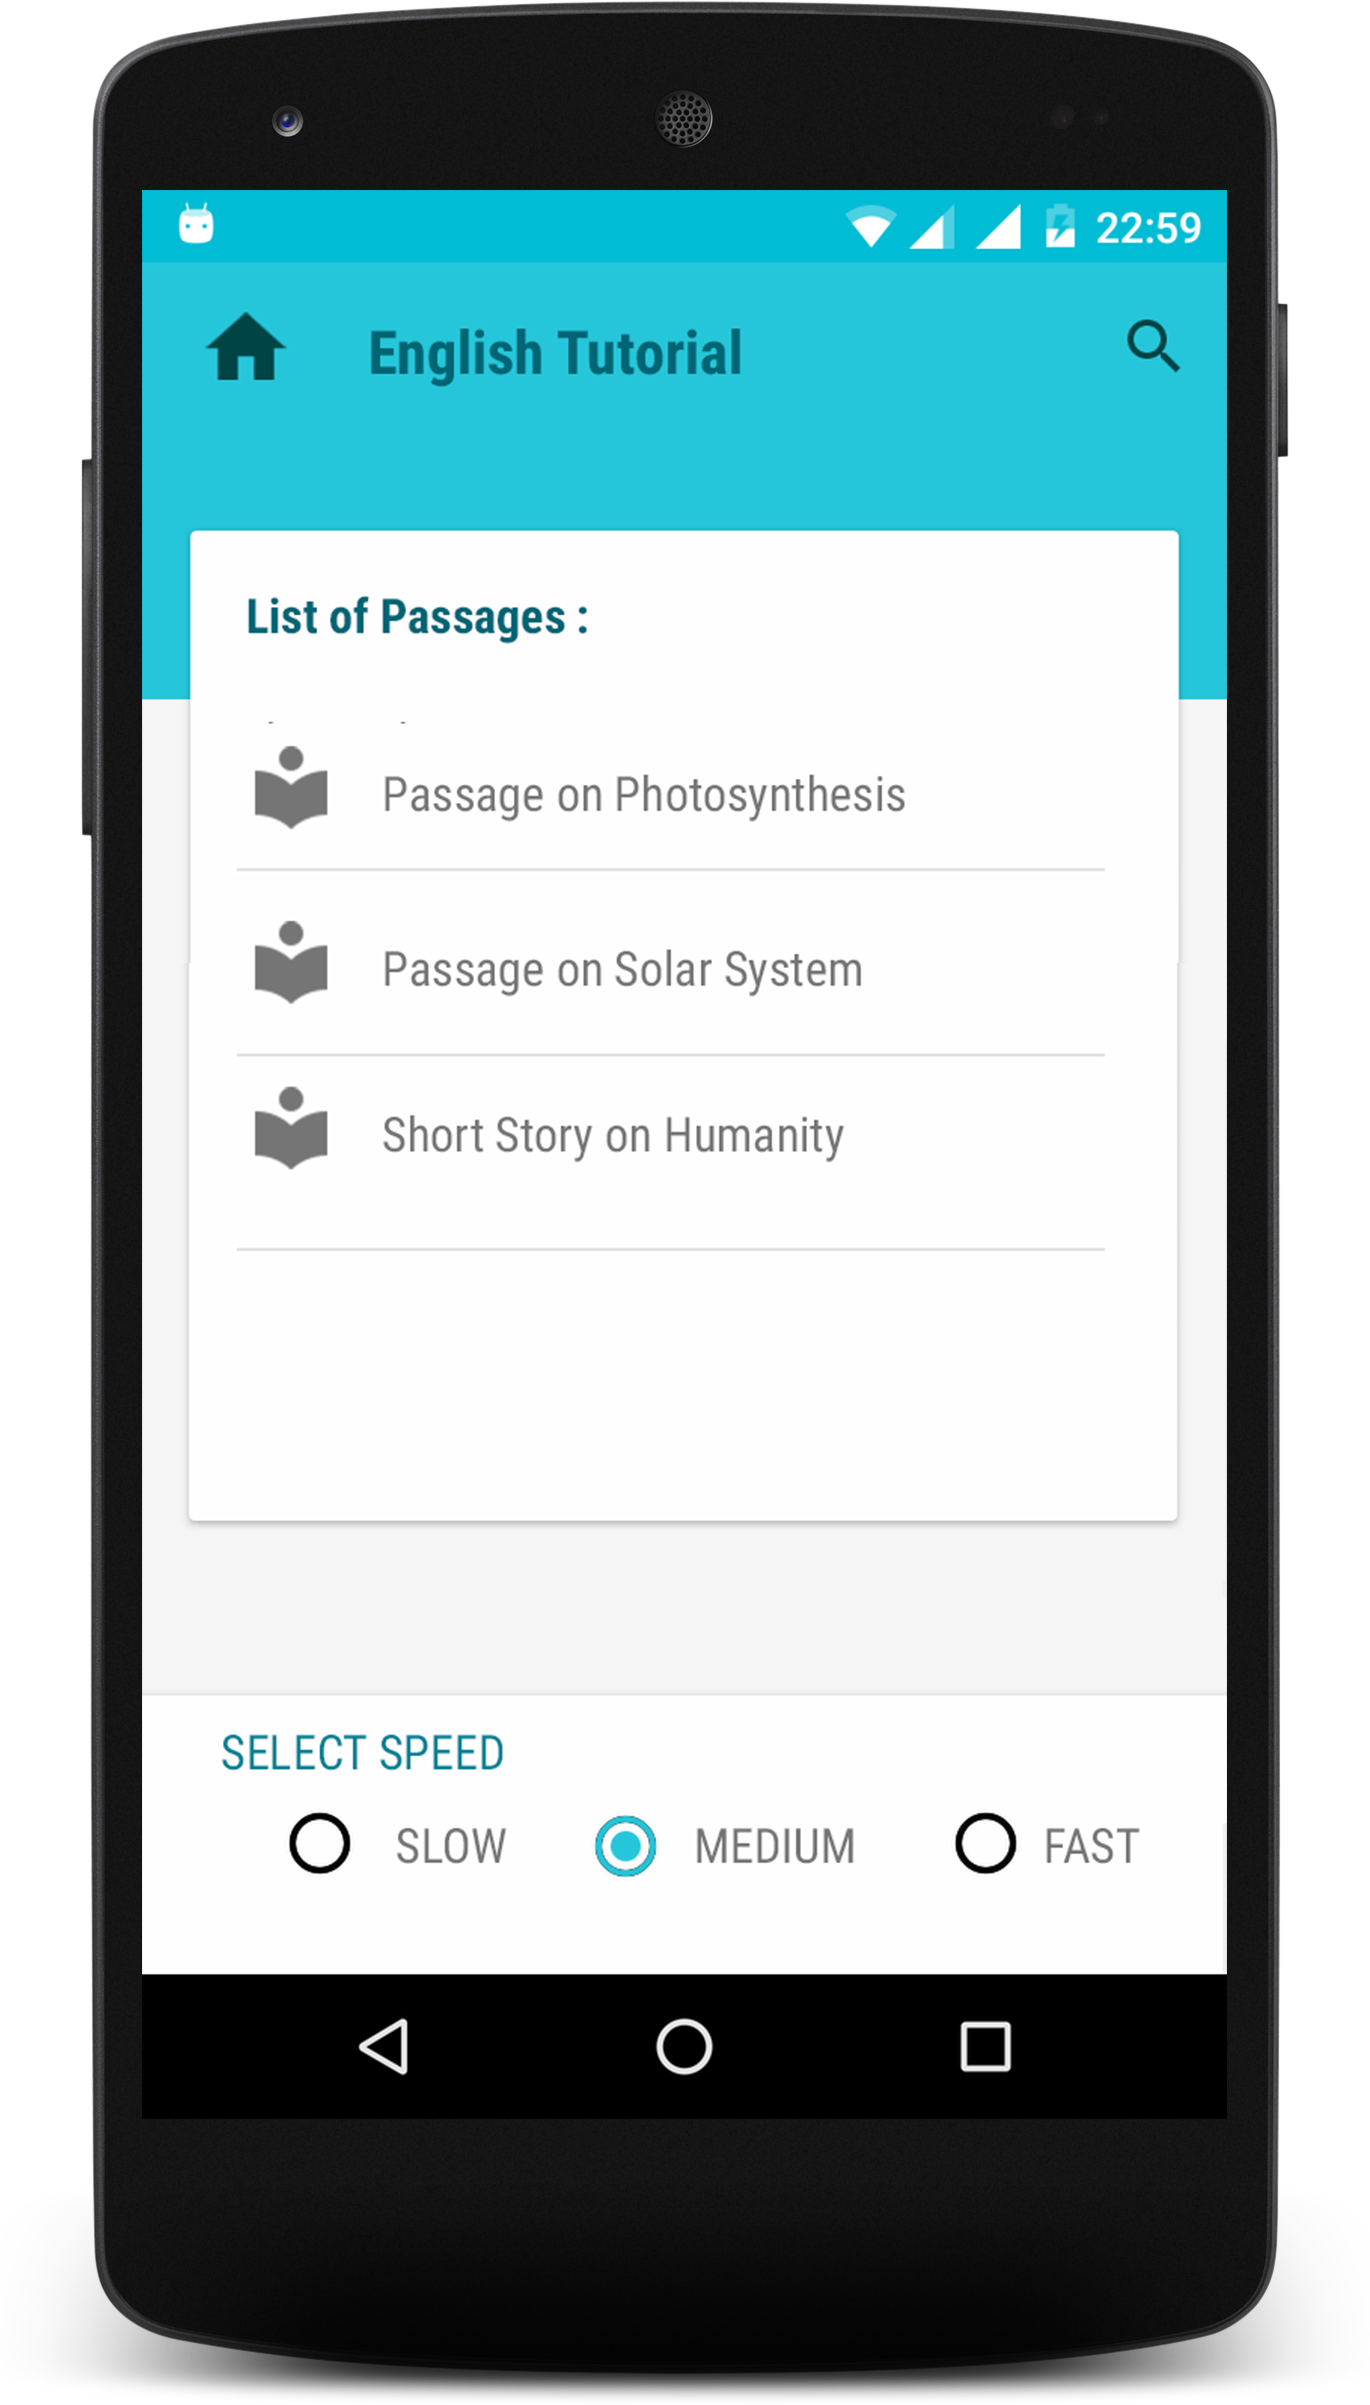 22:59
English Tutorial
List of Passages :
Passage on Photosynthesis
Passage on Solar System
Short Story on Humanity
SELECT SPEED
SLOW MEDIUM FAST